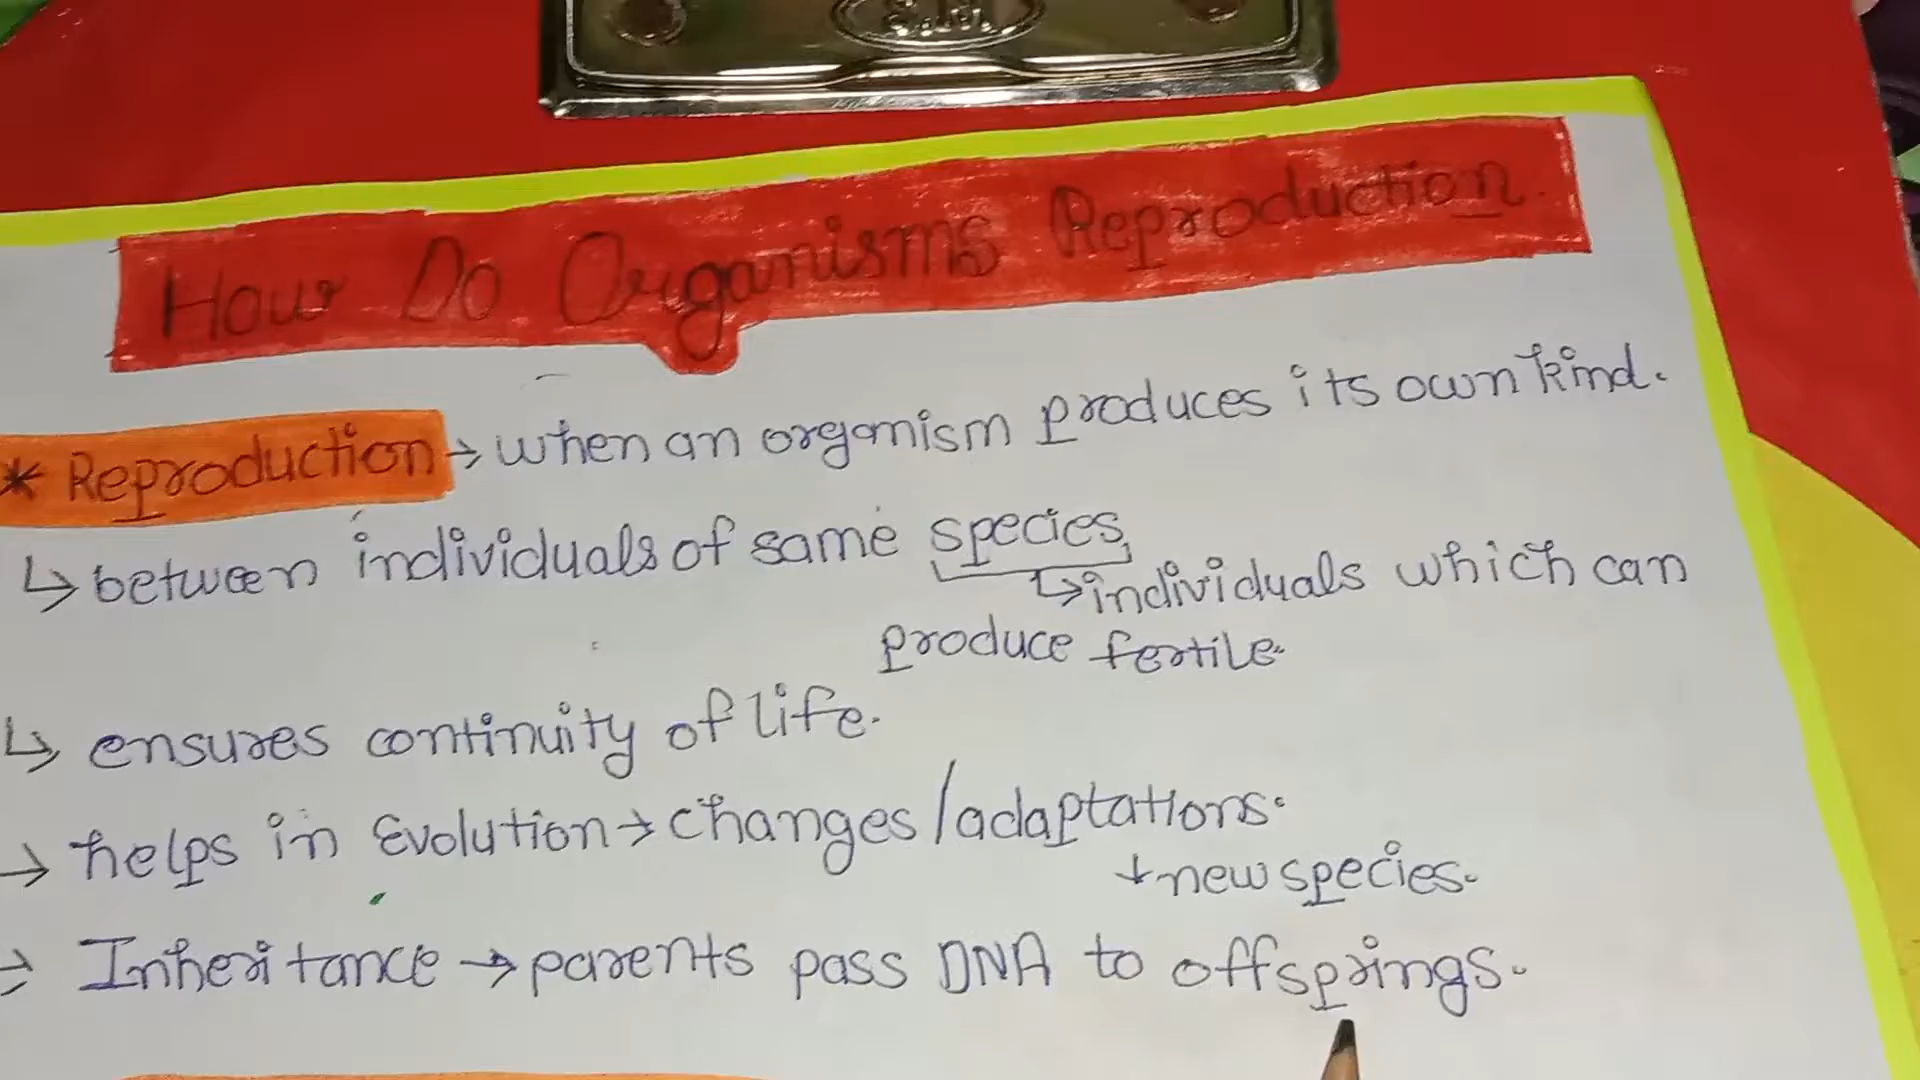 How Do Organisms Reproduction.
* Reproduction → when an organism produces its own kind.
↳ between individuals of same species
↳ individuals which can
produce fertile.
↳ ensures continuity of life.
→ helps in Evolution → changes/adaptations.
↓ new species.
→ Inheritance → parents pass DNA to offsprings.